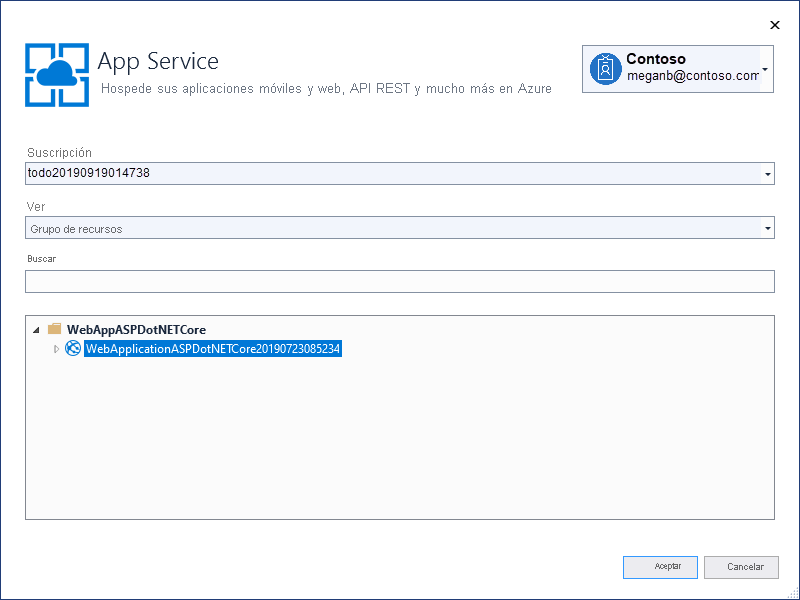 App Service
Hospede sus aplicaciones móviles y web, API REST y mucho más en Azure
Contoso
meganb@contoso.com
Suscripción
todo20190919014738
Ver
Grupo de recursos
Buscar
WebAppASPDotNETCore
WebApplicationASPDotNETCore20190723085234
Aceptar
Cancelar